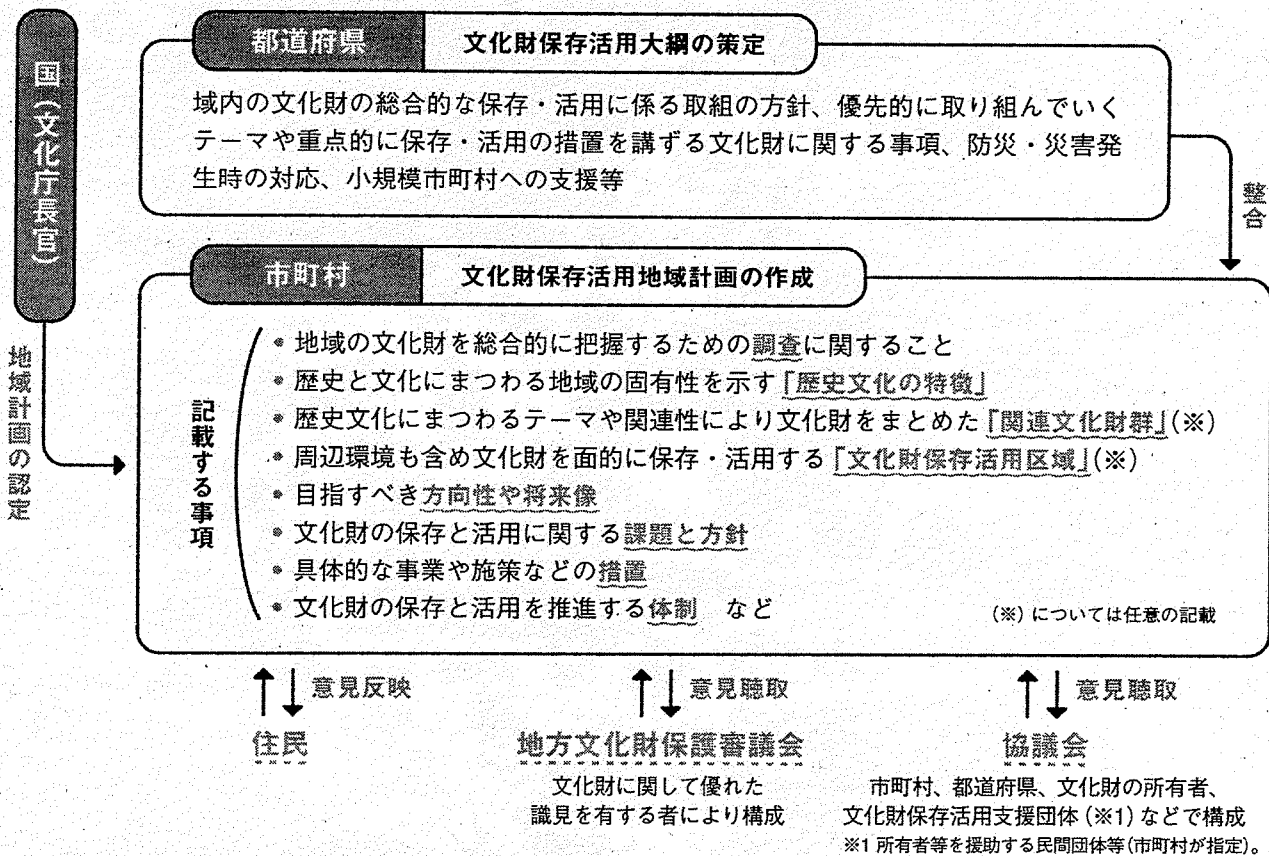 国(文化庁長官)
地域計画の認定
都道府県 文化財保存活用大綱の策定
域内の文化財の総合的な保存・活用に係る取組の方針、優先的に取り組んでいく
テーマや重点的に保存・活用の措置を講ずる文化財に関する事項、防災・災害発
生時の対応、小規模市町村への支援等
整合
市町村 文化財保存活用地域計画の作成
記載する事項
• 地域の文化財を総合的に把握するための調査に関すること
• 歴史と文化にまつわる地域の固有性を示す「歴史文化の特徴」
• 歴史文化にまつわるテーマや関連性により文化財をまとめた「関連文化財群」(※)
• 周辺環境も含め文化財を面的に保存・活用する「文化財保存活用区域」(※)
• 目指すべき方向性や将来像
• 文化財の保存と活用に関する課題と方針
• 具体的な事業や施策などの措置
• 文化財の保存と活用を推進する体制 など
(※)については任意の記載
意見反映
住民
意見聴取
地方文化財保護審議会
文化財に関して優れた
識見を有する者により構成
意見聴取
協議会
市町村、都道府県、文化財の所有者、
文化財保存活用支援団体(※1)などで構成
※1 所有者等を援助する民間団体等(市町村が指定)。